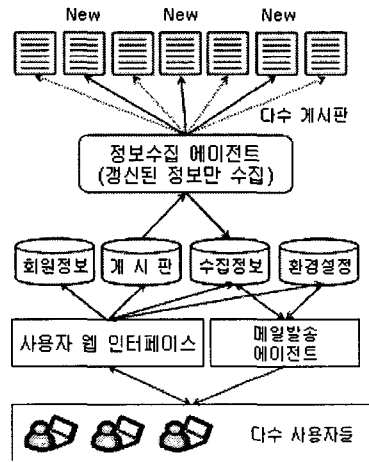 New New New
다수 게시판
정보수집 에이전트
(갱신된 정보만 수집)
회원정보 게 시 판 수집정보 환경설정
사용자 웹 인터페이스
메일발송
에이전트
다수 사용자들